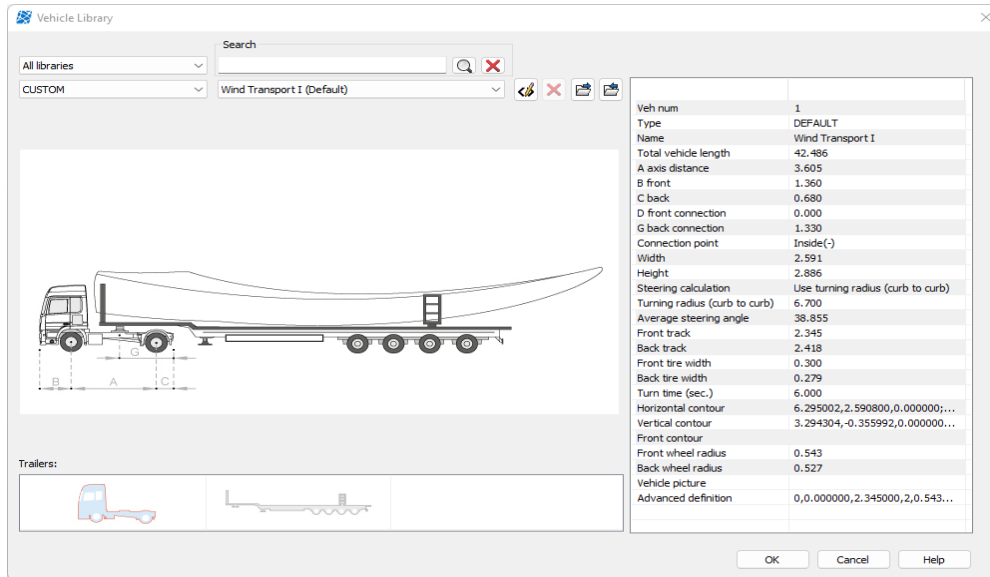 Vehicle Library
Search
All libraries
CUSTOM
Wind Transport I (Default)
Veh num 1
Type DEFAULT
Name Wind Transport I
Total vehicle length 42.486
A axis distance 3.605
B front 1.360
C back 0.680
D front connection 0.000
G back connection 1.330
Connection point Inside(-)
Width 2.591
Height 2.886
Steering calculation Use turning radius (curb to curb)
Turning radius (curb to curb) 6.700
Average steering angle 38.855
Front track 2.345
Back track 2.418
Front tire width 0.300
Back tire width 0.279
Turn time (sec.) 6.000
Horizontal contour 6.295002,2.590800,0.000000;...
Vertical contour 3.294304,-0.355992,0.000000...
Front contour
Front wheel radius 0.543
Back wheel radius 0.527
Vehicle picture
Advanced definition 0,0.000000,2.345000,2,0.543...
G
B A C
Trailers:
OK Cancel Help